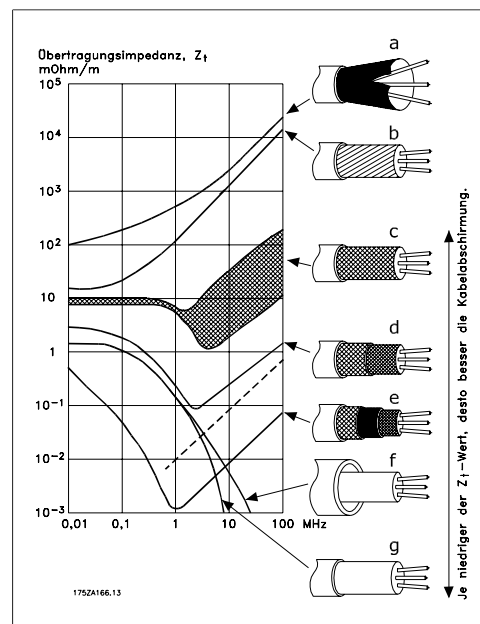 Übertragungsimpedanz, Zt
mOhm/m
10⁵
10⁴
10³
10²
10
1
10⁻¹
10⁻²
10⁻³
0,01 0,1 1 10 100 MHz
a
b
c
d
e
f
g
Je niedriger der Zt-Wert, desto besser die Kabelabschirmung.
175ZA166.13